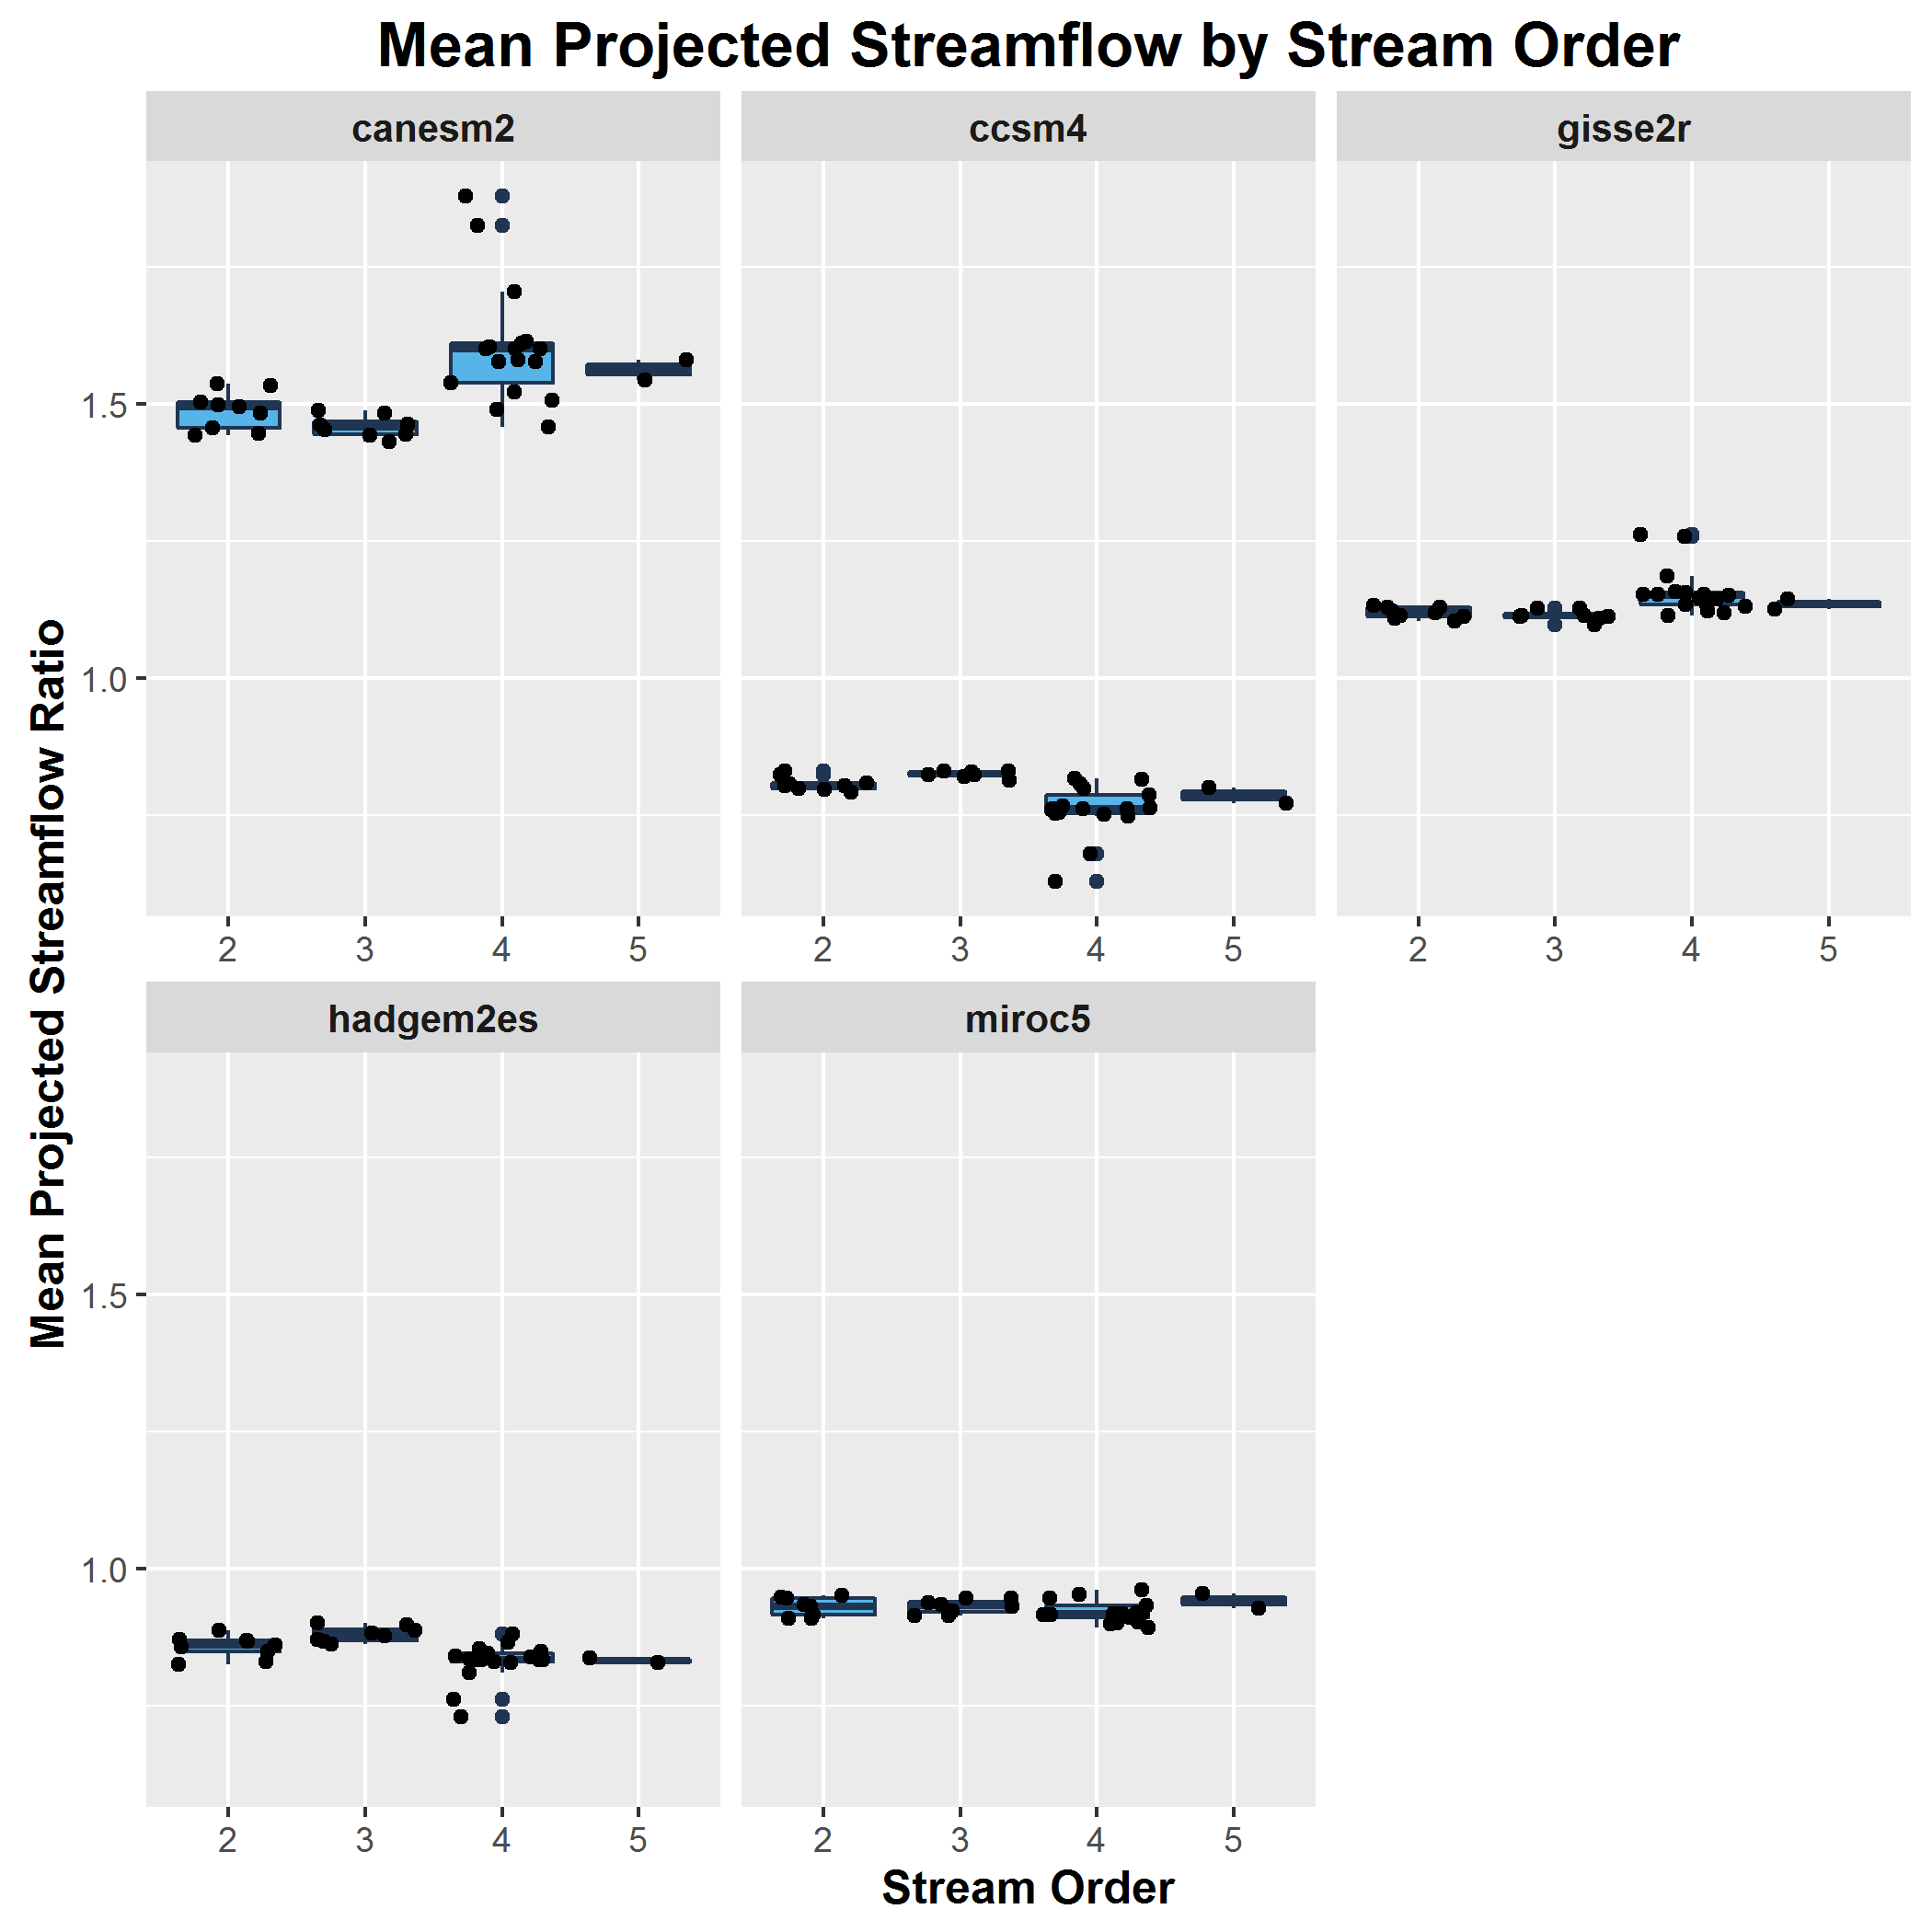 Mean Projected Streamflow by Stream Order
canesm2
ccsm4
gisse2r
1.5
1.0
2 3 4 5
2 3 4 5
2 3 4 5
Mean Projected Streamflow Ratio
hadgem2es
miroc5
1.5
1.0
2 3 4 5
2 3 4 5
Stream Order